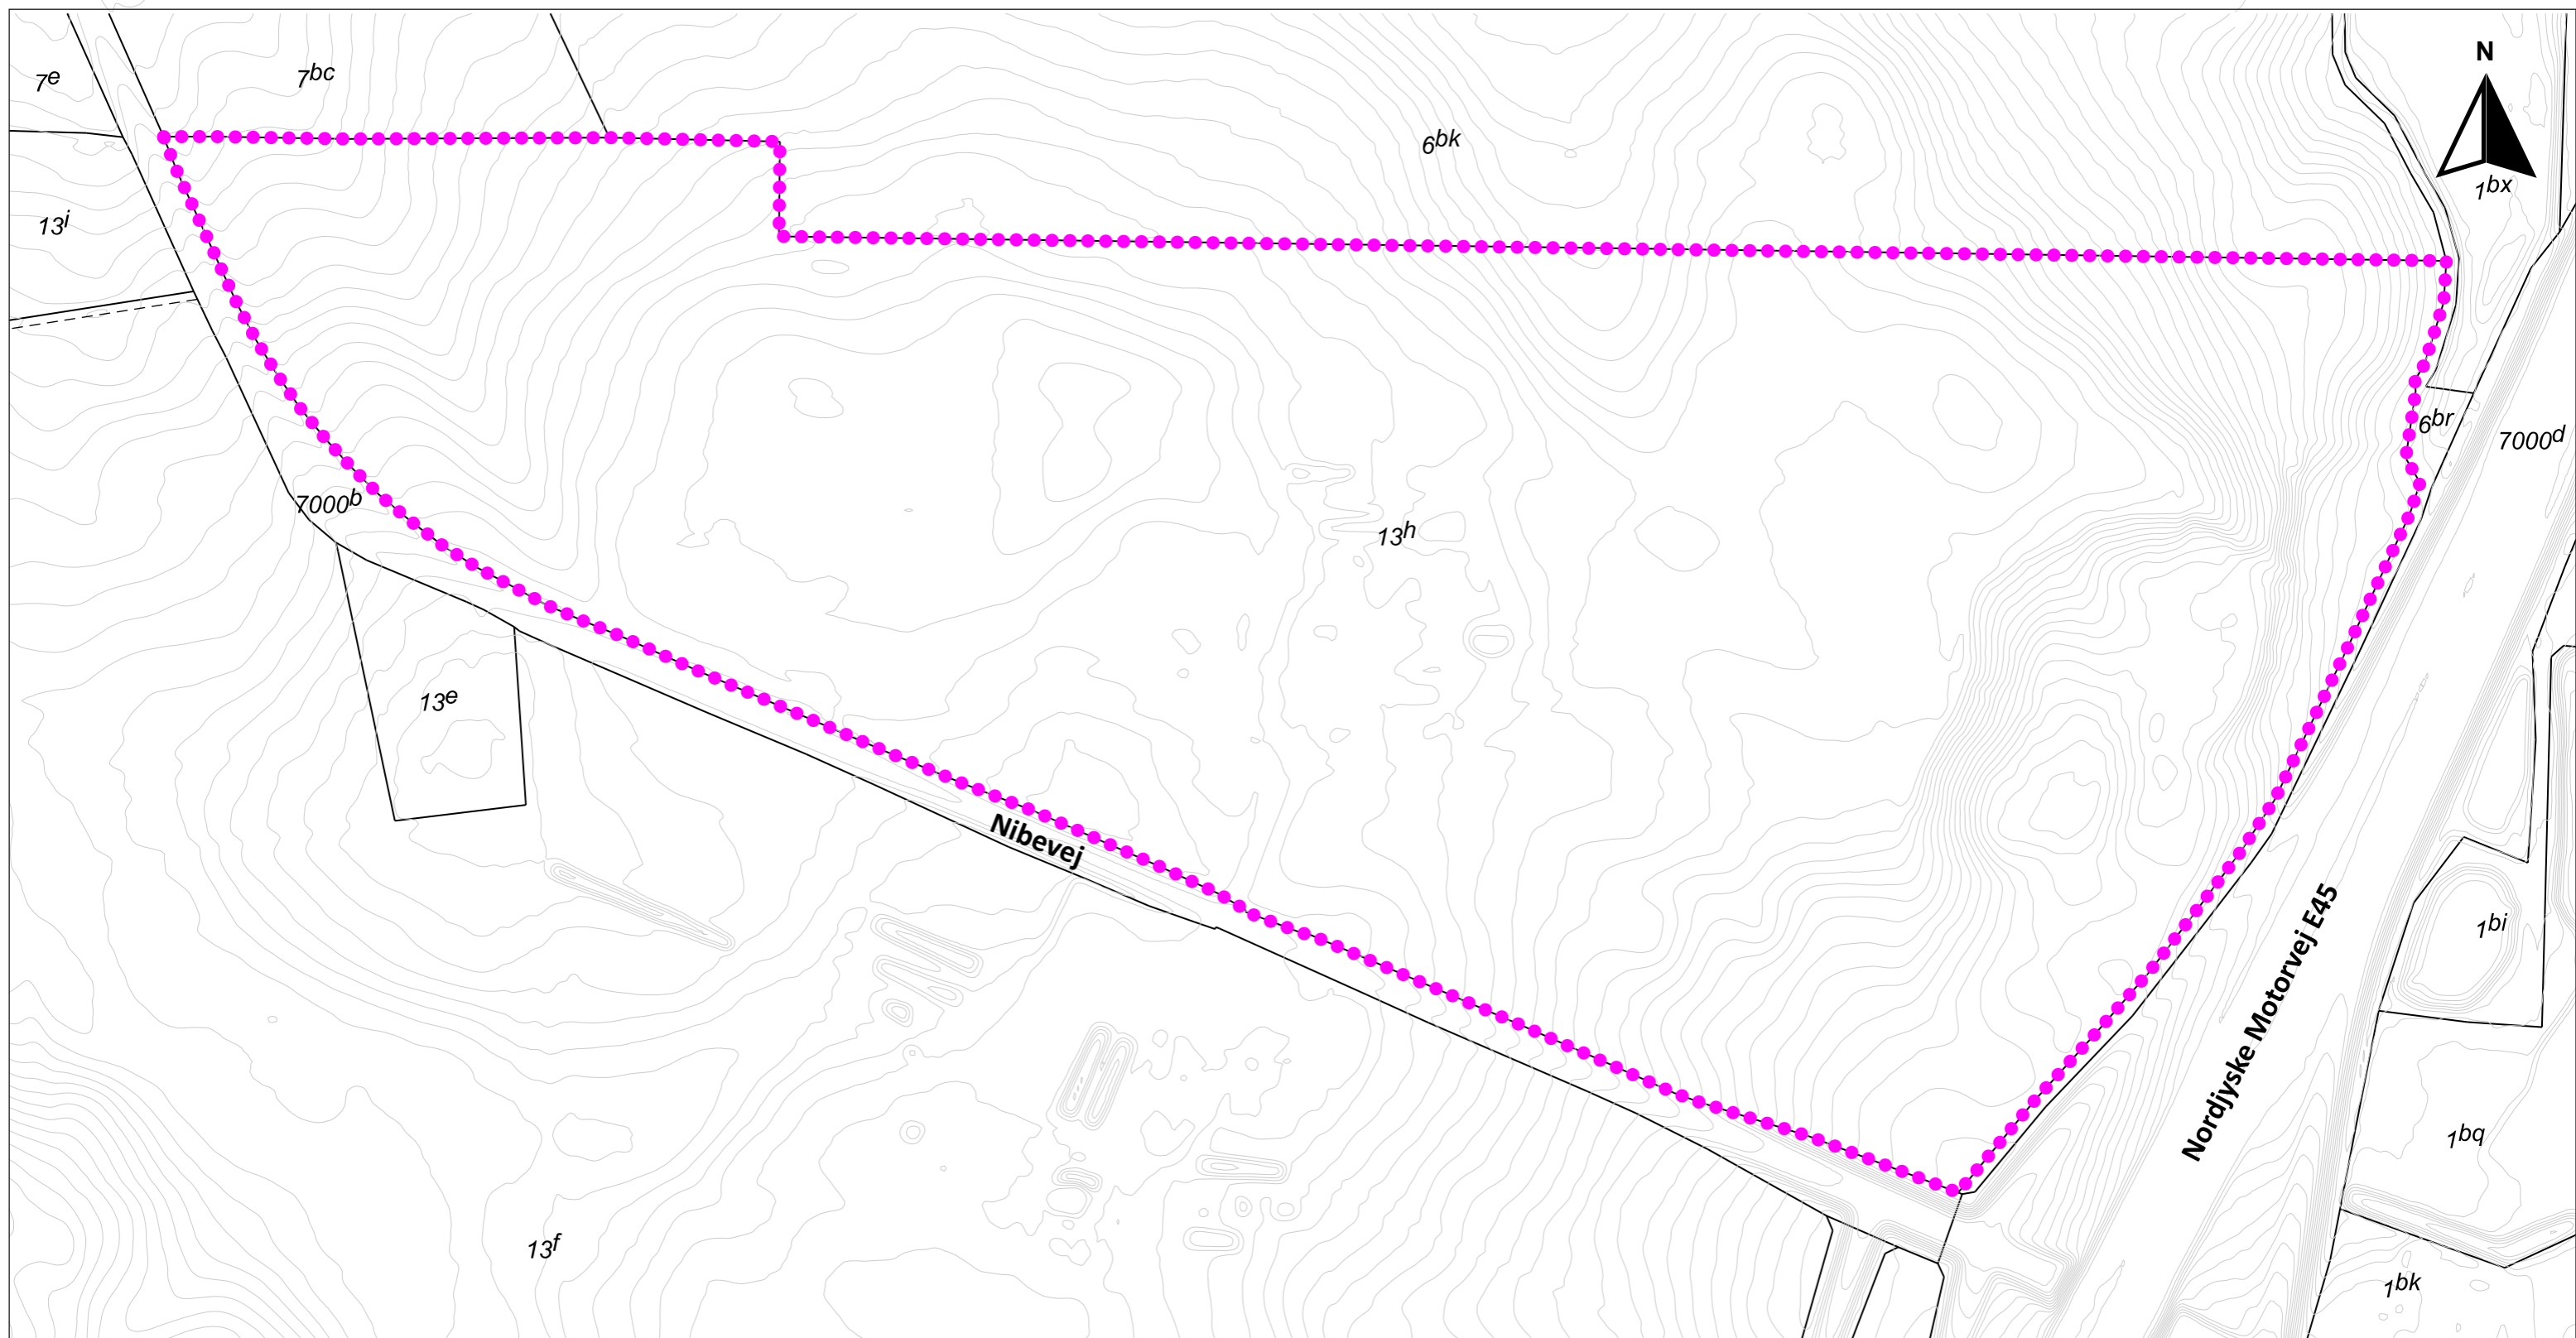 N
7bc
7e
6bk
1bx
13i
6br
7000d
7000b
13h
13e
Nibevej
1bi
Nordjyske Motorvej E45
1bq
13f
1bk